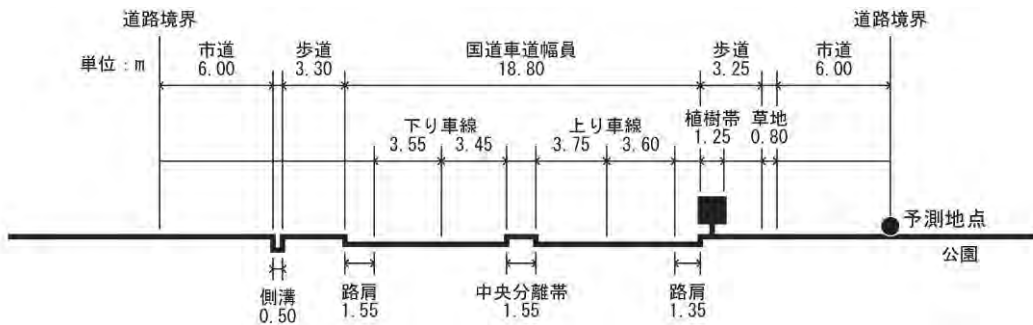 道路境界
道路境界
単位:m
市道
6.00
歩道
3.30
国道車道幅員
18.80
歩道
3.25
市道
6.00
下り車線
3.55
3.45
上り車線
3.75
3.60
植樹帯
1.25
草地
0.80
予測地点
公園
側溝
0.50
路肩
1.55
中央分離帯
1.55
路肩
1.35